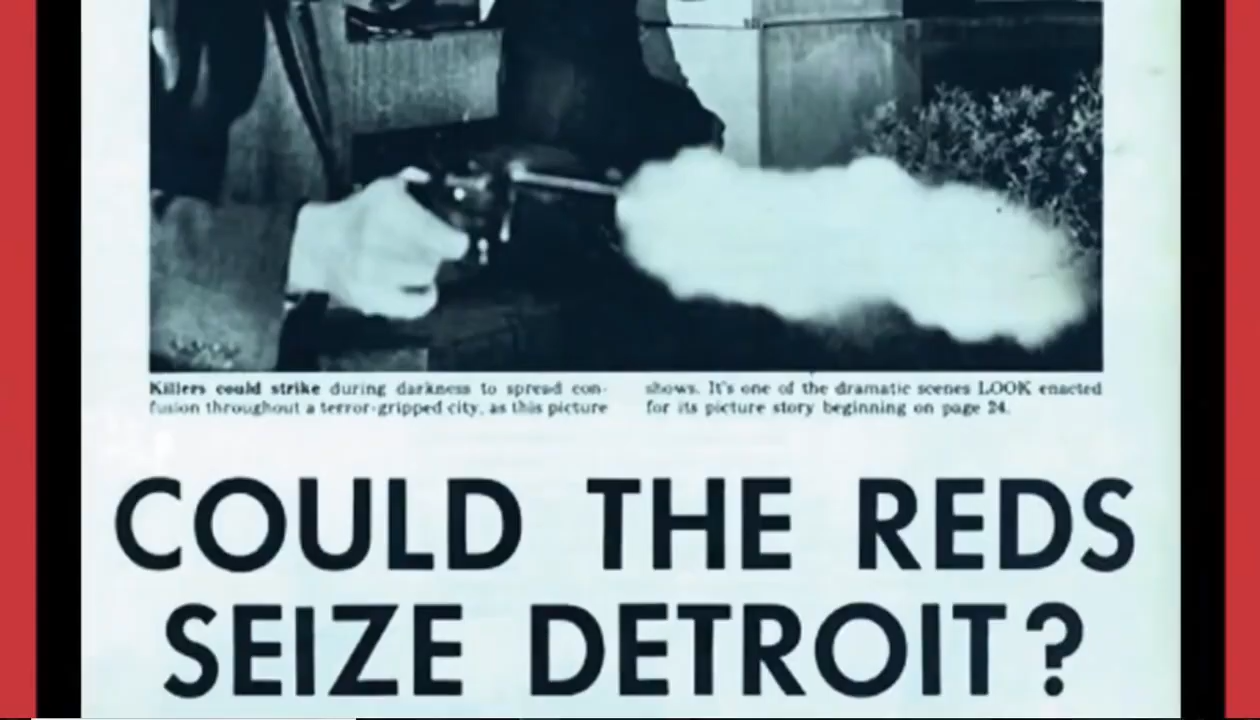 Killers could strike during darkness to spread con-
fusion throughout a terror-gripped city, as this picture
shows. It's one of the dramatic scenes LOOK enacted
for its picture story beginning on page 24.
COULD THE REDS
SEIZE DETROIT?